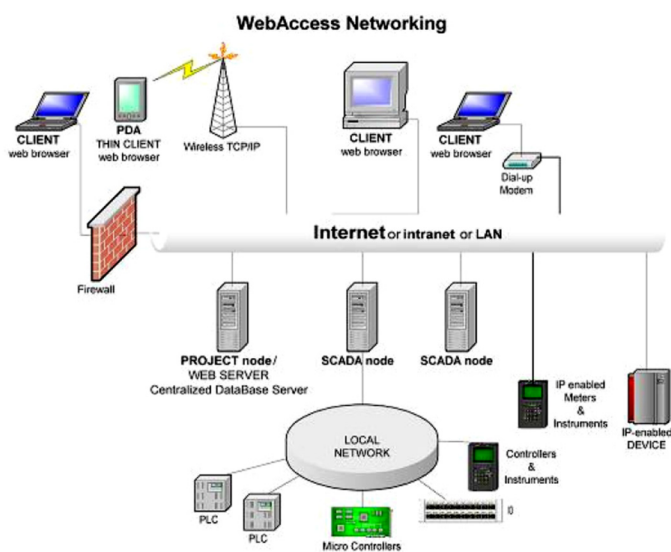 WebAccess Networking
CLIENT
web browser
PDA
THIN CLIENT
web browser
Wireless TCP/IP
CLIENT
web browser
CLIENT
web browser
Dial-up
Modem
Internet or intranet or LAN
Firewall
PROJECT node/
WEB SERVER
Centralized DataBase Server
SCADA node
SCADA node
IP enabled
Meters
&
Instruments
IP-enabled
DEVICE
LOCAL
NETWORK
Controllers
&
Instruments
PLC
PLC
Micro Controllers
IO